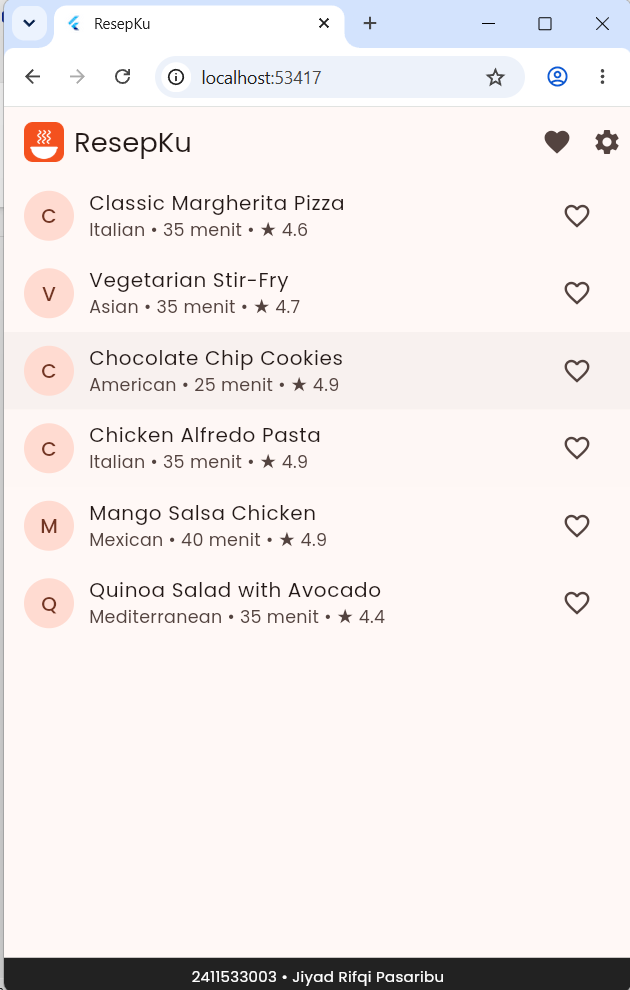 ResepKu
localhost:53417
ResepKu
C
Classic Margherita Pizza
Italian • 35 menit • ★ 4.6
V
Vegetarian Stir-Fry
Asian • 35 menit • ★ 4.7
C
Chocolate Chip Cookies
American • 25 menit • ★ 4.9
C
Chicken Alfredo Pasta
Italian • 35 menit • ★ 4.9
M
Mango Salsa Chicken
Mexican • 40 menit • ★ 4.9
Q
Quinoa Salad with Avocado
Mediterranean • 35 menit • ★ 4.4
2411533003 • Jiyad Rifqi Pasaribu